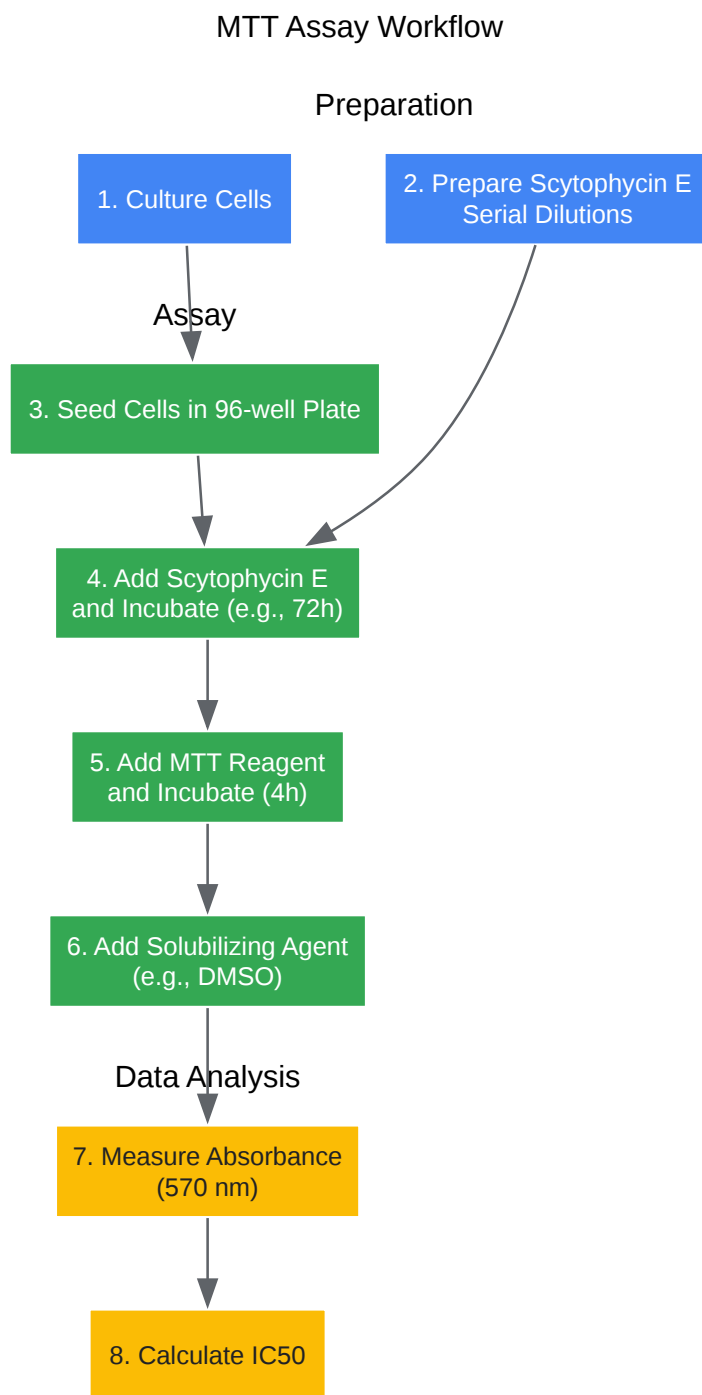 MTT Assay Workflow
Preparation
1. Culture Cells
2. Prepare Scytophycin E
Serial Dilutions
Assay
3. Seed Cells in 96-well Plate
4. Add Scytophycin E
and Incubate (e.g., 72h)
5. Add MTT Reagent
and Incubate (4h)
6. Add Solubilizing Agent
(e.g., DMSO)
Data Analysis
7. Measure Absorbance
(570 nm)
8. Calculate IC50